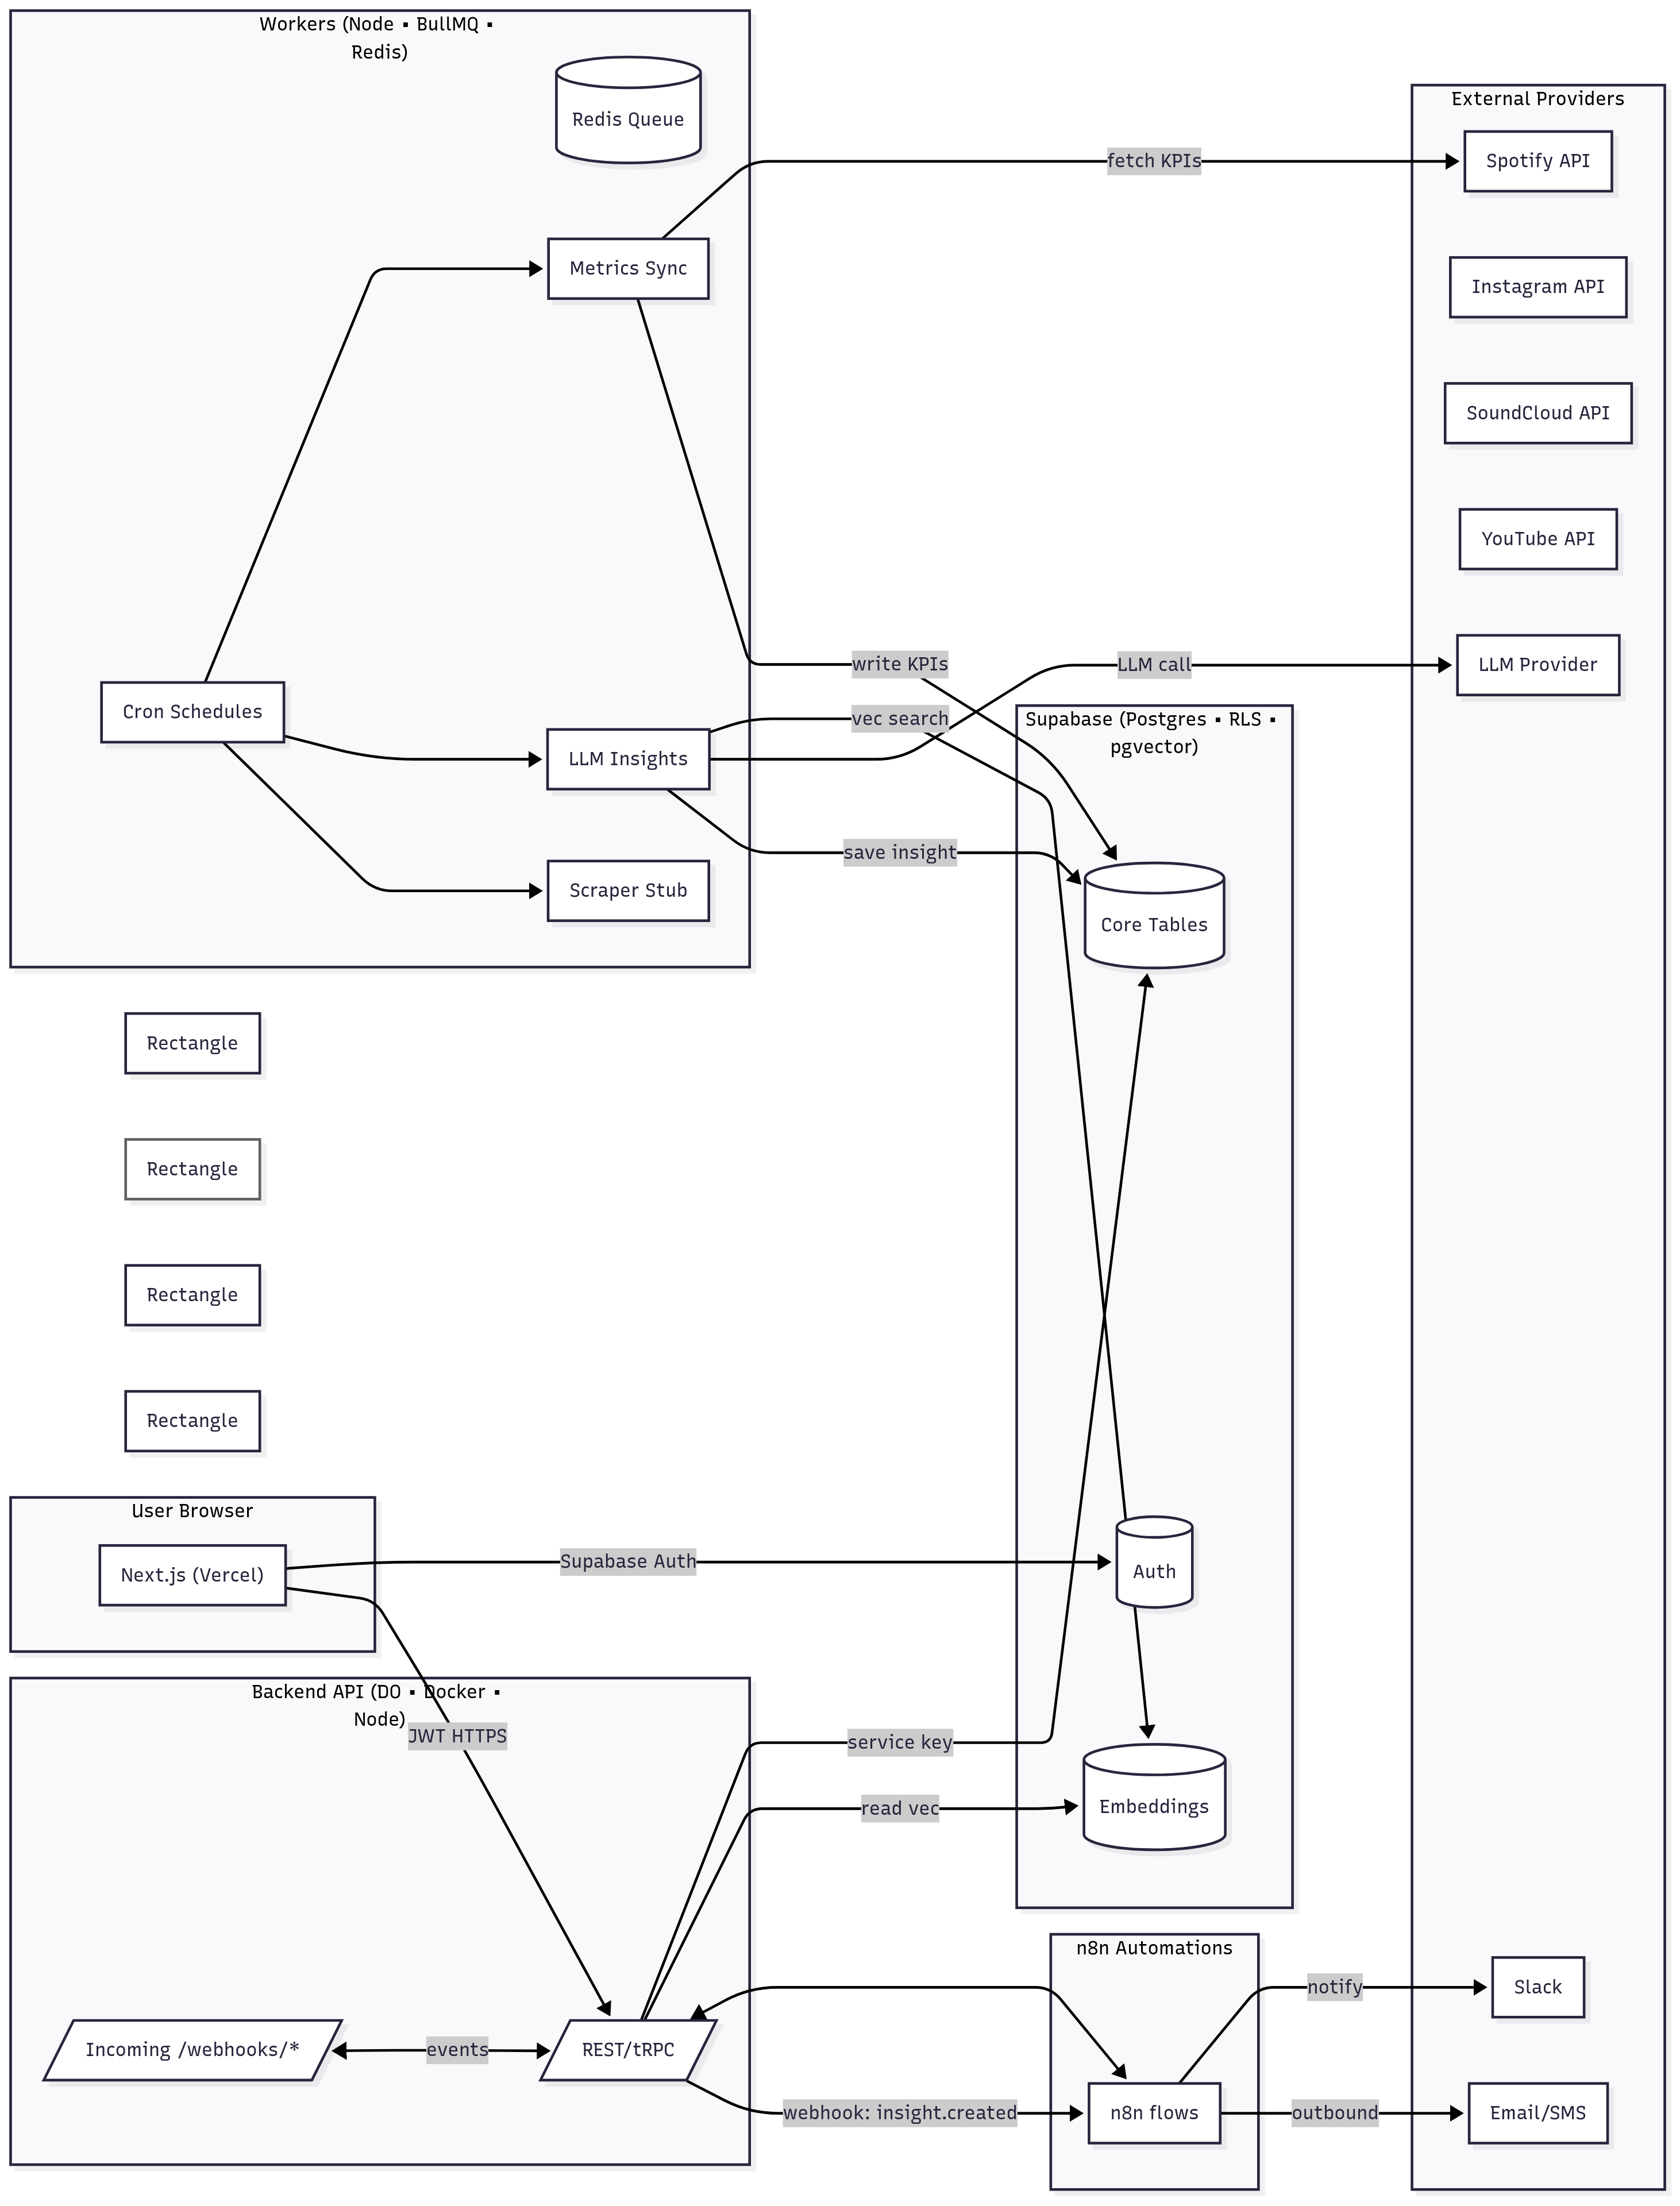 Workers (Node ▪ BullMQ ▪
Redis)
Redis Queue
External Providers
fetch KPIs
Spotify API
Metrics Sync
Instagram API
SoundCloud API
YouTube API
write KPIs
LLM call
LLM Provider
Cron Schedules
vec search
Supabase (Postgres ▪ RLS ▪
pgvector)
LLM Insights
save insight
Scraper Stub
Core Tables
Rectangle
Rectangle
Rectangle
Rectangle
User Browser
Next.js (Vercel)
Supabase Auth
Auth
Backend API (DO ▪ Docker ▪
Node)
JWT HTTPS
service key
read vec
Embeddings
n8n Automations
notify
Slack
Incoming /webhooks/*
events
REST/tRPC
webhook: insight.created
n8n flows
outbound
Email/SMS